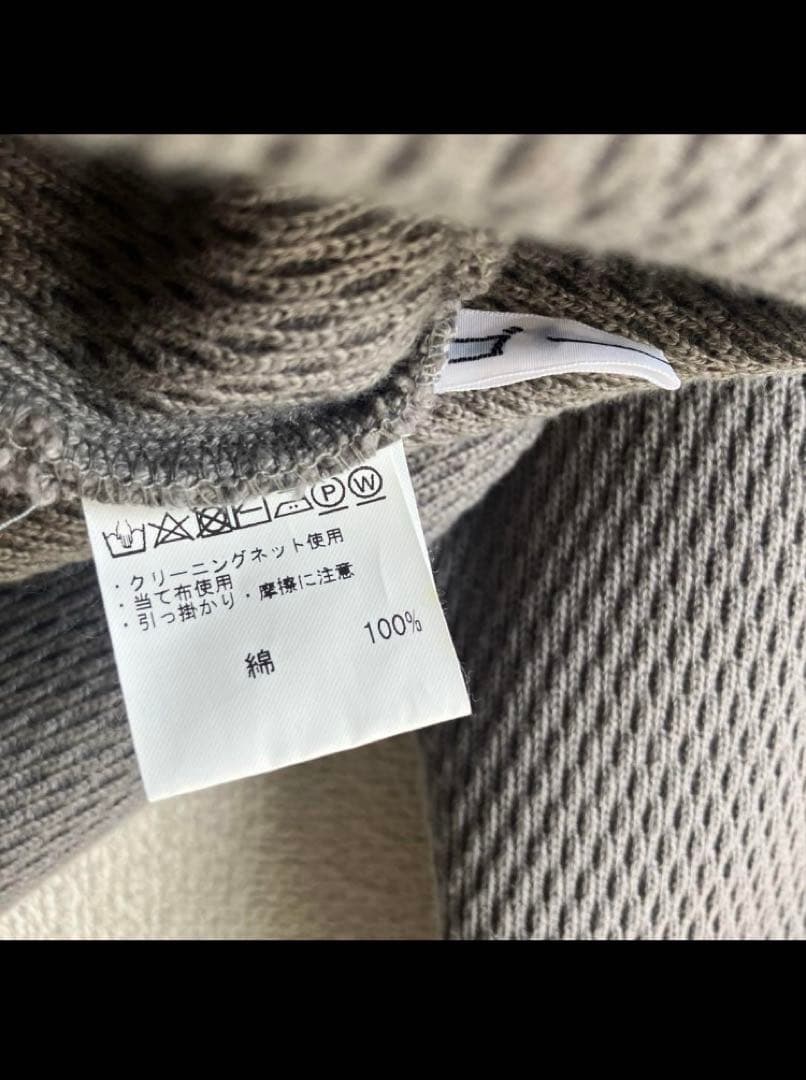 P W
・クリーニングネット使用
・当て布使用
・引っ掛かり・摩擦に注意
綿 100%